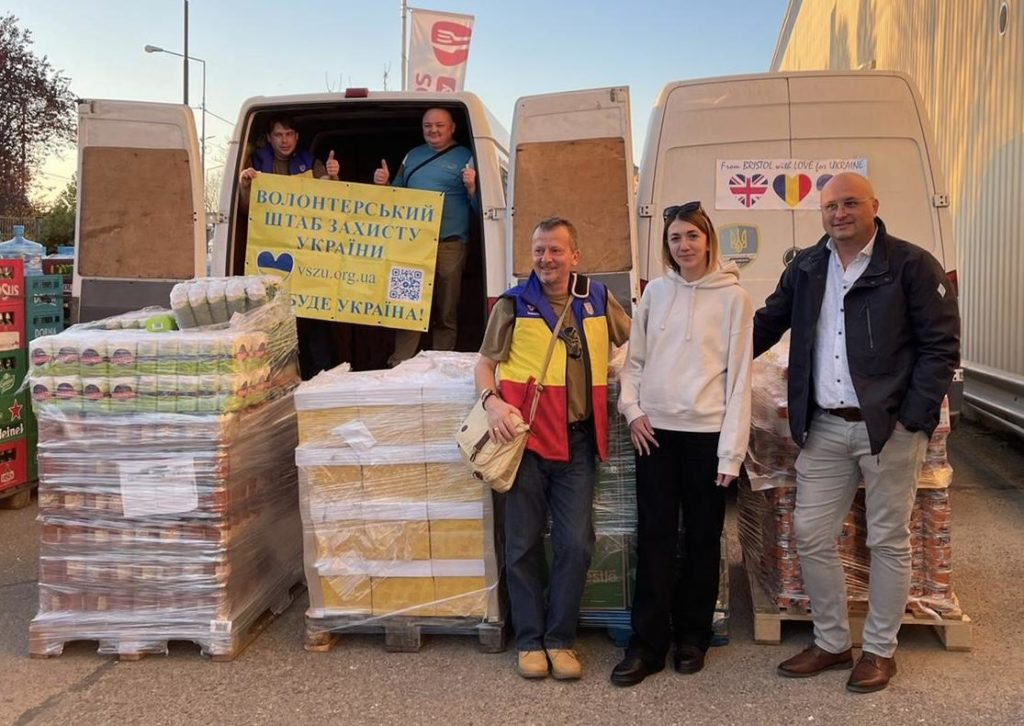 ВОЛОНТЕРСЬКИЙ
ШТАБ ЗАХИСТУ
УКРАЇНИ
vszu.org.ua
БУДЕ УКРАЇНА!
From BRISTOL with LOVE for UKRAINE